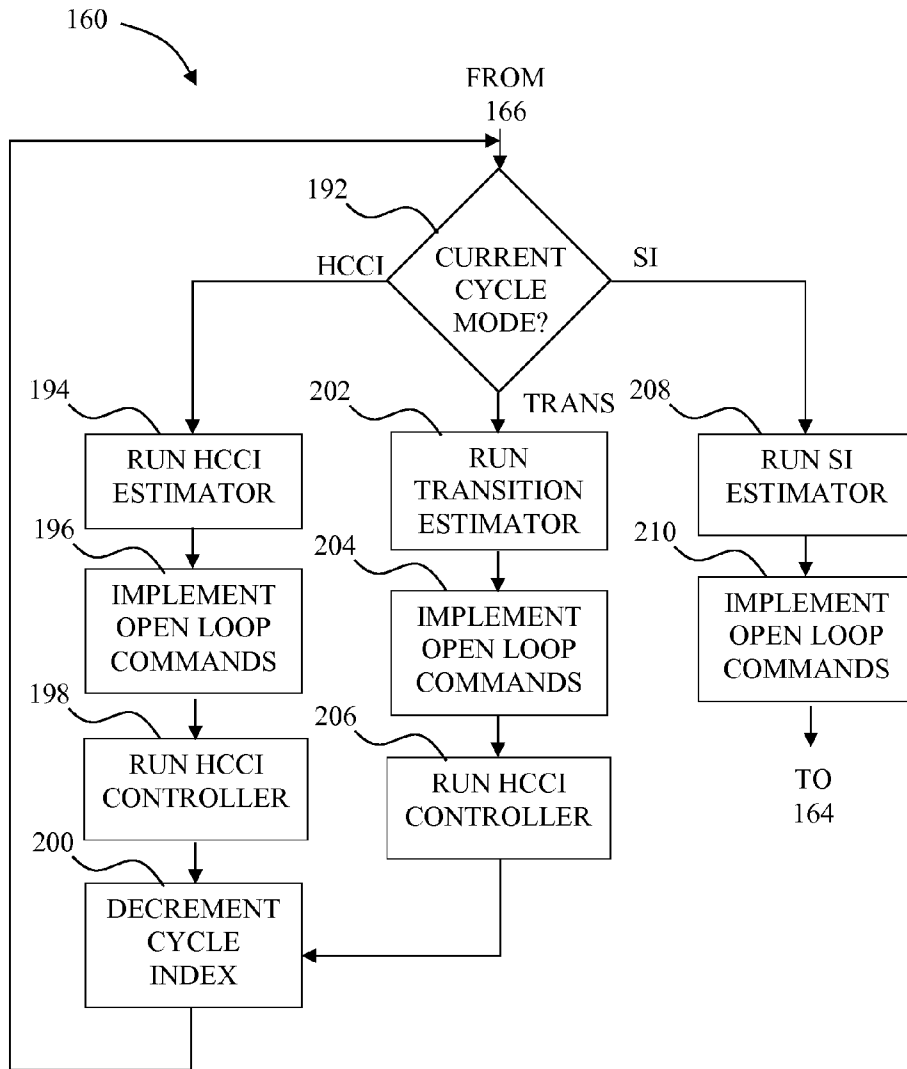 160
FROM
166
192
CURRENT
CYCLE
MODE?
HCCI
SI
TRANS
194
RUN HCCI
ESTIMATOR
202
RUN
TRANSITION
ESTIMATOR
208
RUN SI
ESTIMATOR
196
IMPLEMENT
OPEN LOOP
COMMANDS
204
IMPLEMENT
OPEN LOOP
COMMANDS
210
IMPLEMENT
OPEN LOOP
COMMANDS
198
RUN HCCI
CONTROLLER
206
RUN HCCI
CONTROLLER
TO
164
200
DECREMENT
CYCLE
INDEX